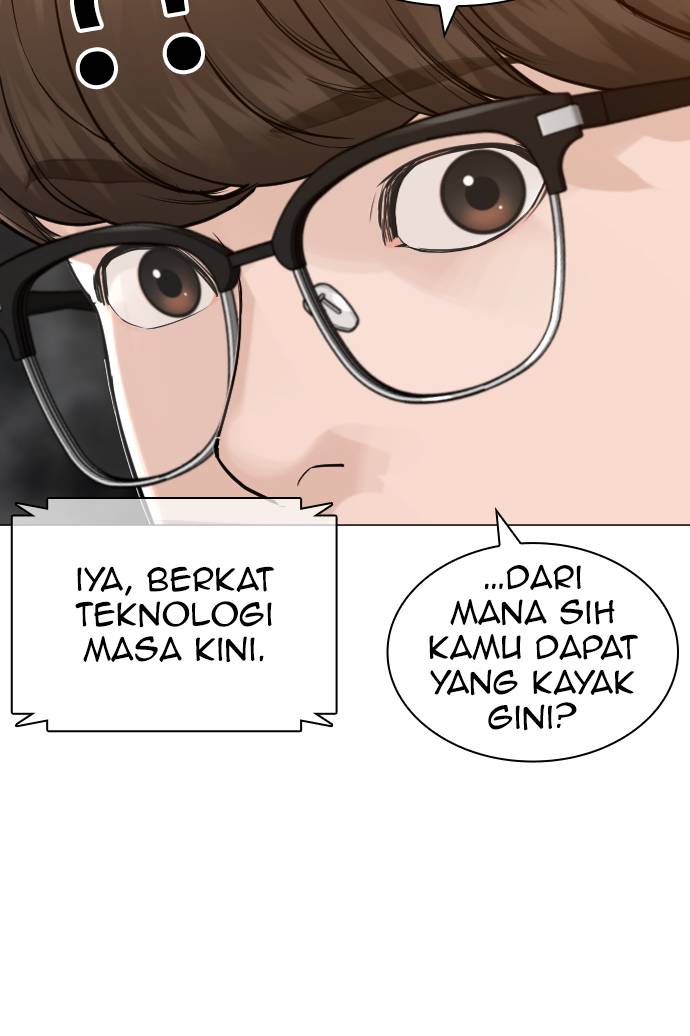 IYA, BERKAT
TEKNOLOGI
MASA KINI.
...DARI
MANA SIH
KAMU DAPAT
YANG KAYAK
GINI?